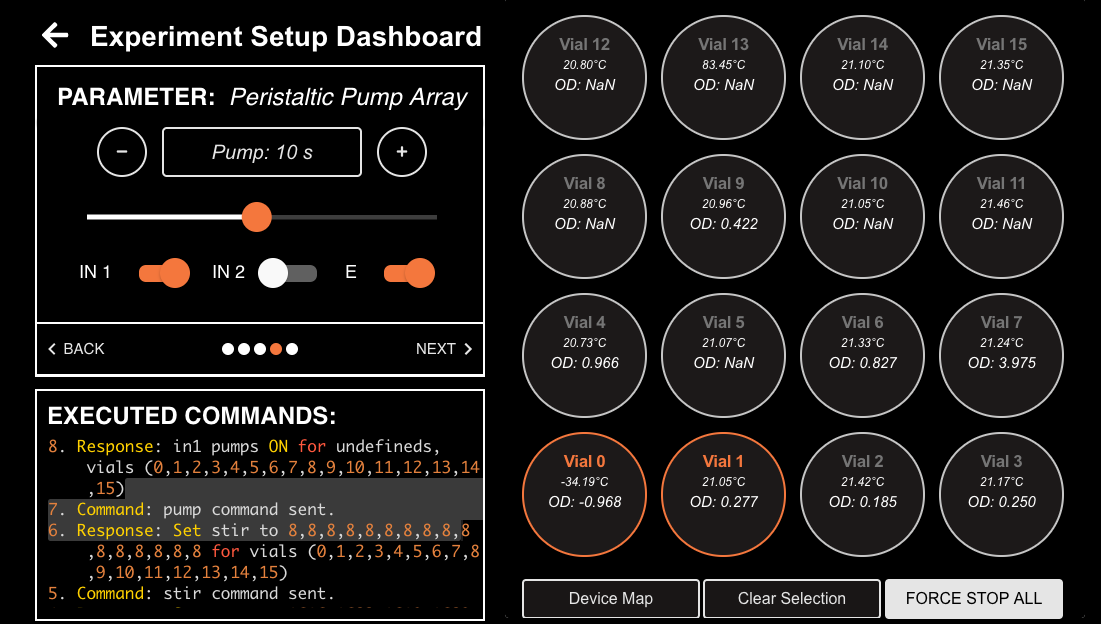 Experiment Setup Dashboard
PARAMETER: Peristaltic Pump Array
− Pump: 10 s +
IN 1 IN 2 E
BACK NEXT
EXECUTED COMMANDS:
8. Response: in1 pumps ON for undefineds,
vials (0,1,2,3,4,5,6,7,8,9,10,11,12,13,14
,15)
7. Command: pump command sent.
6. Response: Set stir to 8,8,8,8,8,8,8,8,8,8
,8,8,8,8,8,8 for vials (0,1,2,3,4,5,6,7,8
,9,10,11,12,13,14,15)
5. Command: stir command sent.
Vial 12 Vial 13 Vial 14 Vial 15
20.80°C 83.45°C 21.10°C 21.35°C
OD: NaN OD: NaN OD: NaN OD: NaN
Vial 8 Vial 9 Vial 10 Vial 11
20.88°C 20.96°C 21.05°C 21.46°C
OD: NaN OD: 0.422 OD: NaN OD: NaN
Vial 4 Vial 5 Vial 6 Vial 7
20.73°C 21.07°C 21.33°C 21.24°C
OD: 0.966 OD: NaN OD: 0.827 OD: 3.975
Vial 0 Vial 1 Vial 2 Vial 3
-34.19°C 21.05°C 21.42°C 21.17°C
OD: -0.968 OD: 0.277 OD: 0.185 OD: 0.250
Device Map Clear Selection FORCE STOP ALL